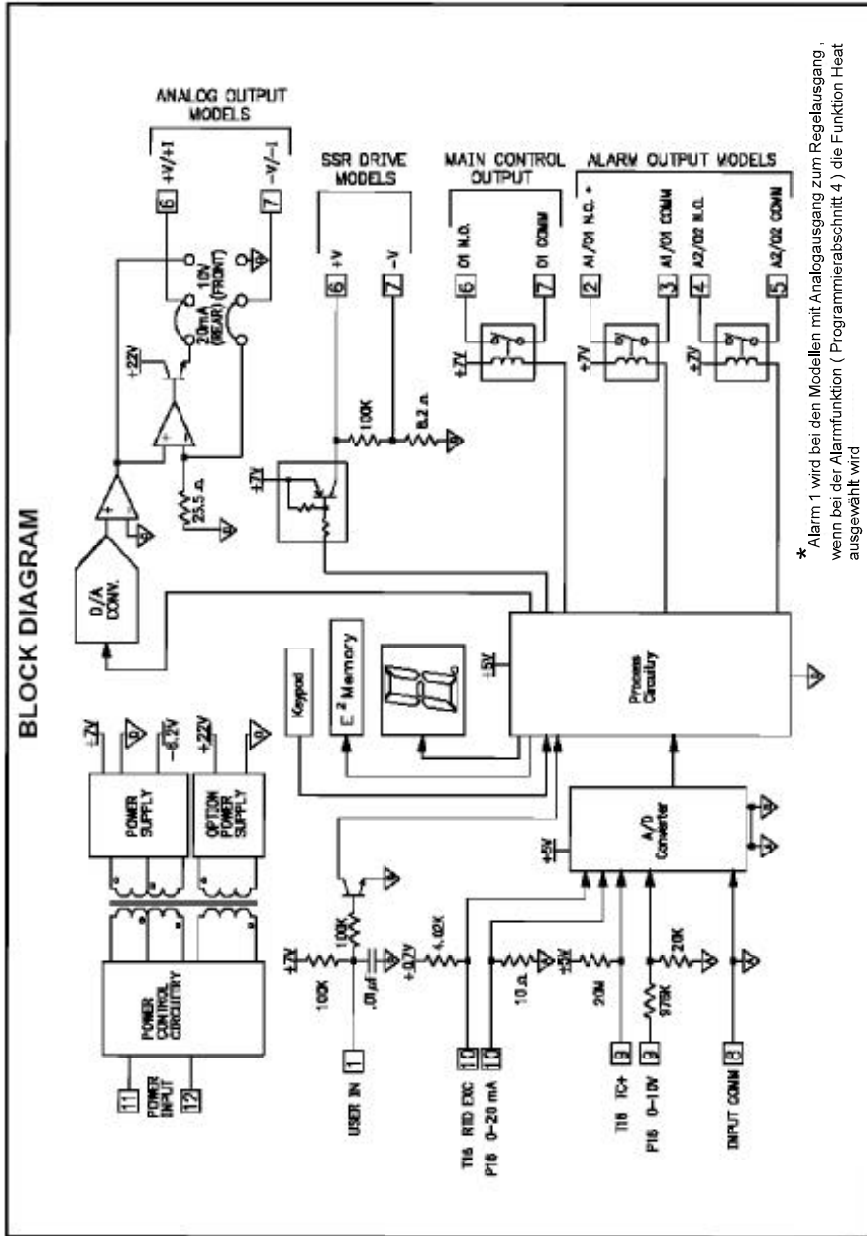 BLOCK DIAGRAM
11
POWER
INPUT
12
POWER
CONTROL
CIRCUITRY
POWER
SUPPLY
+7V
-6.2V
OPTION
POWER
SUPPLY
+22V
D/A
CONV.
+
-
25.5 Ω
+
-
+22V
20mA
(REAR)
10V
(FRONT)
6 +V/+I
7 -V/-I
ANALOG OUTPUT
MODELS
Keypad
E² Memory
8.
+7V
100K
6.2 Ω
6 +V
7 -V
SSR DRIVE
MODELS
USER IN 1
+7V
100K
100K
.01µf
T16 RTD EXC 10
P16 0-20 mA 10
+0.7V
4.02K
10Ω
T16 TC+ 9
P16 0-10V 9
+5V
20M
976K
20K
INPUT COMM 8
+5V
A/D
Converter
+5V
Process
Circuitry
+7V
6 O1 N.O.
7 O1 COMM
MAIN CONTROL
OUTPUT
+7V
2 A1/O1 N.O. *
3 A1/O1 COMM
+7V
4 A2/O2 N.O.
5 A2/O2 COMM
ALARM OUTPUT MODELS
* Alarm 1 wird bei den Modellen mit Analogausgang zum Regelausgang ,
wenn bei der Alarmfunktion ( Programmierabschnitt 4 ) die Funktion Heat
ausgewählt wird